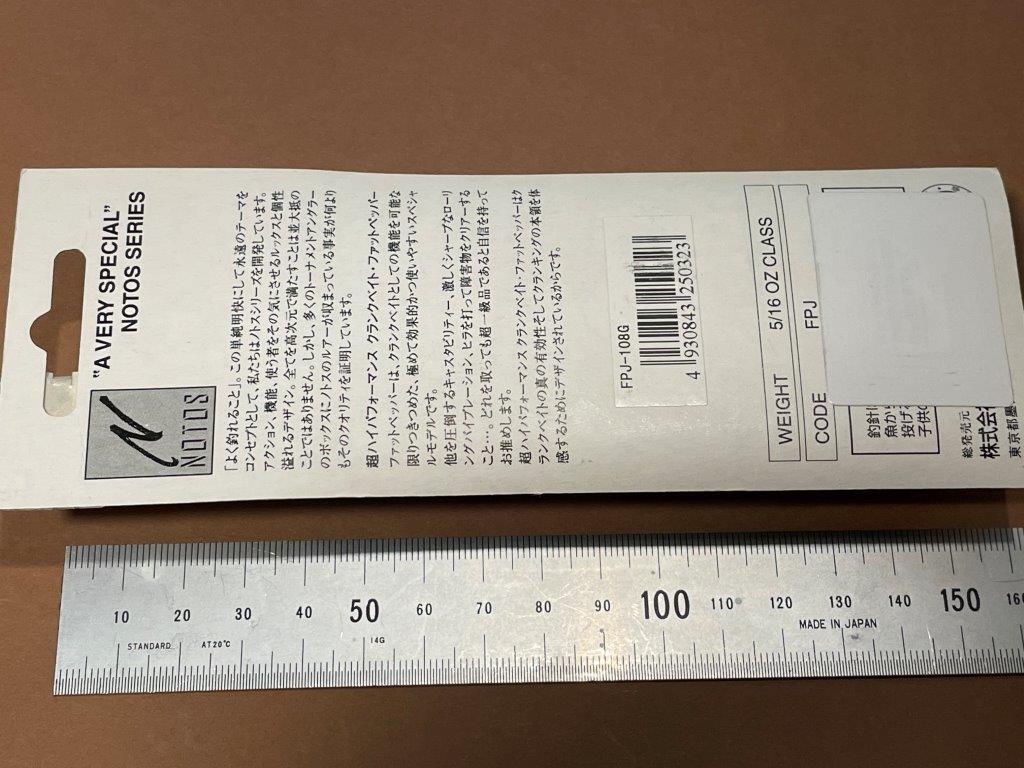 "A VERY SPECIAL"
NOTOS SERIES
N
NOTOS
「よく釣れること」。この単純明快にして永遠のテーマを
コンセプトとして、私たちはノトスシリーズを開発しています。
アクション、機能、使う者をその気にさせるルックスと個性
溢れるデザイン。全てを高次元で満たすことは並大抵の
ことではありません。しかし、多くのトーナメントアングラー
のボックスにノトスのルアーが収まっている事実が何より
もそのクオリティを証明しています。
超ハイパフォーマンス クランクベイト・ファットペッパー
ファットペッパーは、クランクベイトとしての機能を可能な
限りつきつめた、極めて効果的かつ使いやすいスペシャ
ルモデルです。
他を圧倒するキャスタビリティー、激しくシャープなローリ
ングバイブレーション、ヒラを打って障害物をクリアーする
こと…。どれを取っても超一級品であると自信を持って
お推めします。
超ハイパフォーマンス クランクベイト・ファットペッパーはク
ランクベイトの真の有効性そしてクランキングの本領を体
感するためにデザインされているからです。
FPJ-108G
4 930843 250323
WEIGHT 5/16 OZ CLASS
CODE FPJ
釣針に
魚から
投げる
子供の
総発売元
株式会社
東京都墨
10 20 30 40 50 60 70 80 90 100 110 120 130 140 150 160
STANDARD AT20℃ I4G MADE IN JAPAN